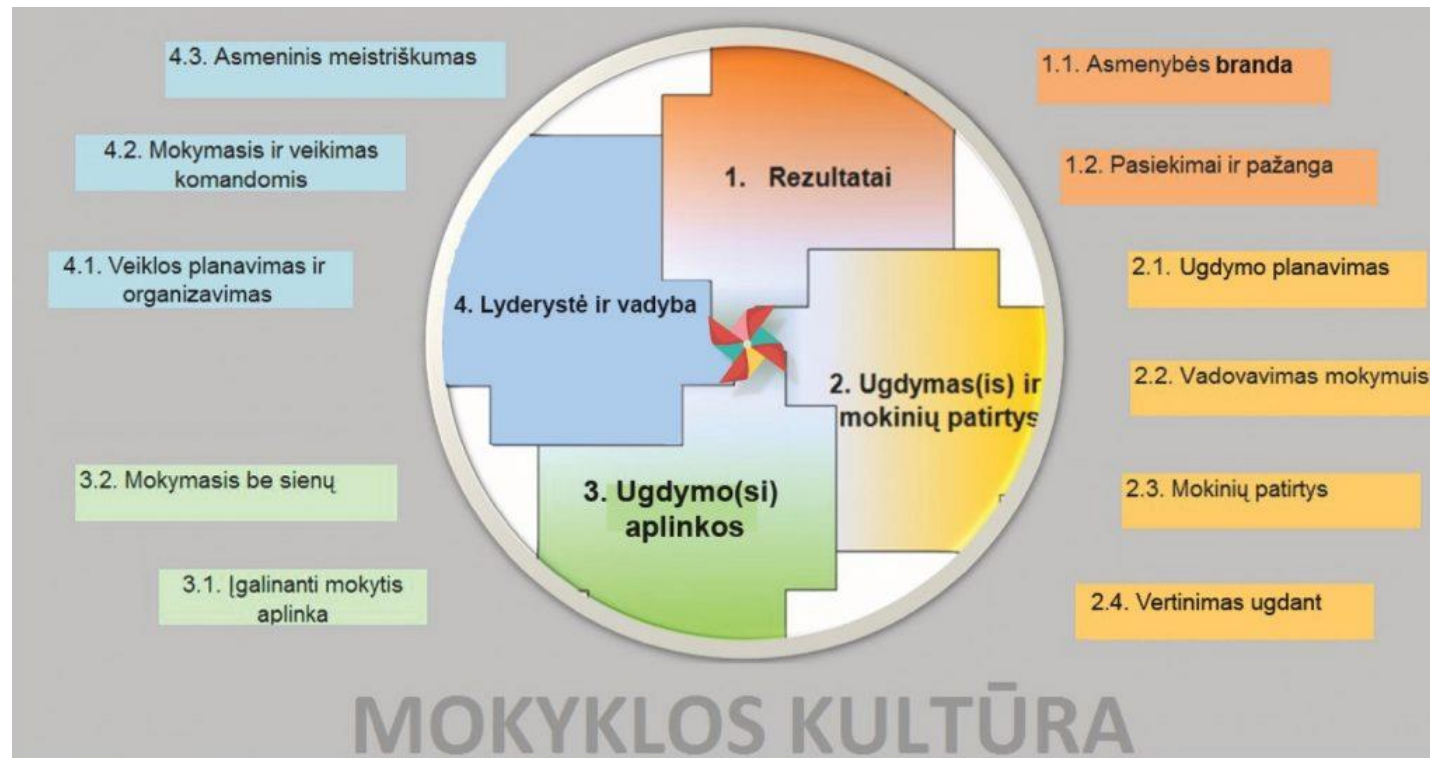 4.3. Asmeninis meistriškumas
4.2. Mokymasis ir veikimas
komandomis
4.1. Veiklos planavimas ir
organizavimas
3.2. Mokymasis be sienų
3.1. Įgalinanti mokytis
aplinka
1. Rezultatai
4. Lyderystė ir vadyba
2. Ugdymas(is) ir
mokinių patirtys
3. Ugdymo(si)
aplinkos
1.1. Asmenybės branda
1.2. Pasiekimai ir pažanga
2.1. Ugdymo planavimas
2.2. Vadovavimas mokymuis
2.3. Mokinių patirtys
2.4. Vertinimas ugdant
MOKYKLOS KULTŪRA